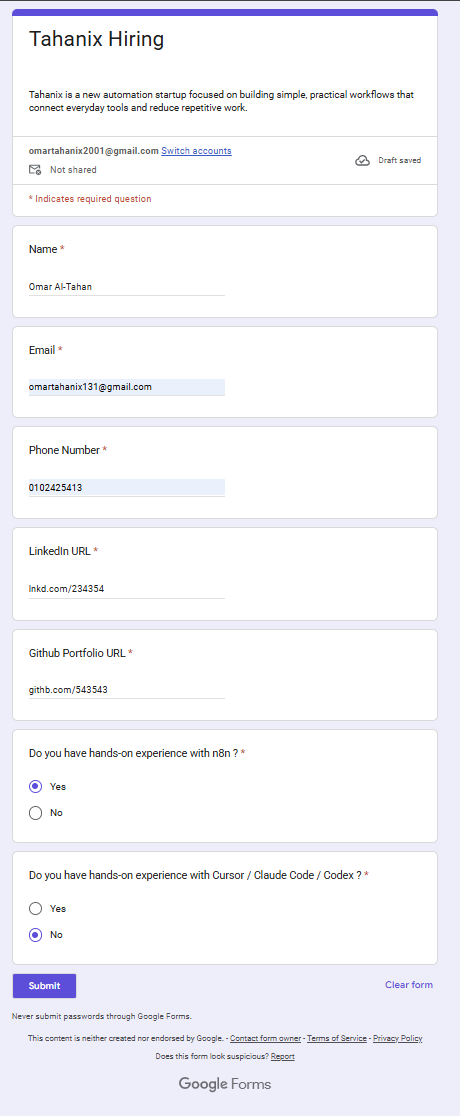 Tahanix Hiring
Tahanix is a new automation startup focused on building simple, practical workflows that
connect everyday tools and reduce repetitive work.
omartahanix2001@gmail.com Switch accounts
Draft saved
Not shared
* Indicates required question
Name *
Omar Al-Tahan
Email *
omartahanix131@gmail.com
Phone Number *
0102425413
LinkedIn URL *
lnkd.com/234354
Github Portfolio URL *
githb.com/543543
Do you have hands-on experience with n8n ? *
Yes
No
Do you have hands-on experience with Cursor / Claude Code / Codex ? *
Yes
No
Submit
Clear form
Never submit passwords through Google Forms.
This content is neither created nor endorsed by Google. - Contact form owner - Terms of Service - Privacy Policy
Does this form look suspicious? Report
Google Forms